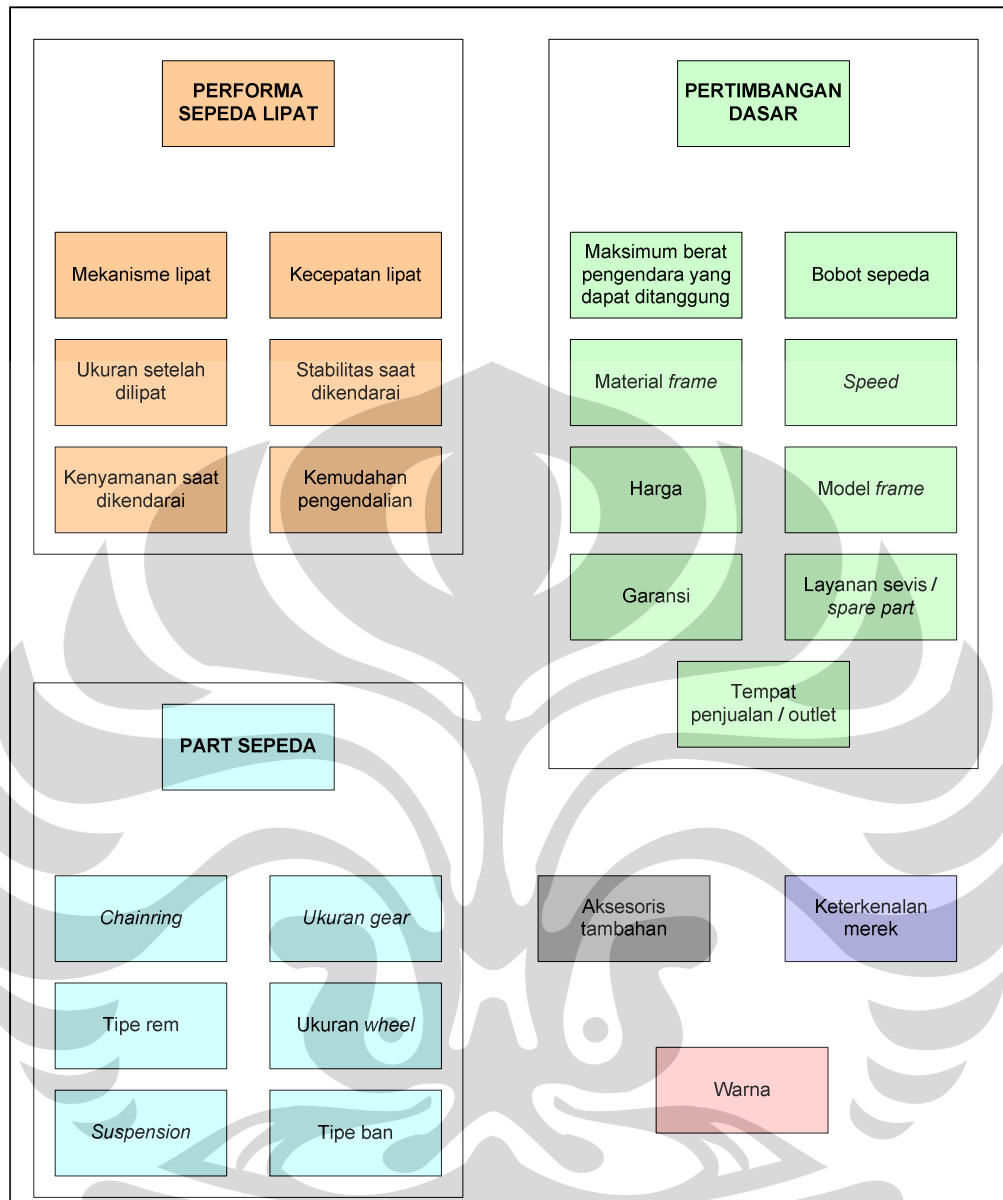 PERFORMA
SEPEDA LIPAT
Mekanisme lipat
Kecepatan lipat
Ukuran setelah
dilipat
Stabilitas saat
dikendarai
Kenyamanan saat
dikendarai
Kemudahan
pengendalian
PERTIMBANGAN
DASAR
Maksimum berat
pengendara yang
dapat ditanggung
Bobot sepeda
Material frame
Speed
Harga
Model frame
Garansi
Layanan sevis /
spare part
Tempat
penjualan / outlet
PART SEPEDA
Chainring
Ukuran gear
Tipe rem
Ukuran wheel
Suspension
Tipe ban
Aksesoris
tambahan
Keterkenalan
merek
Warna